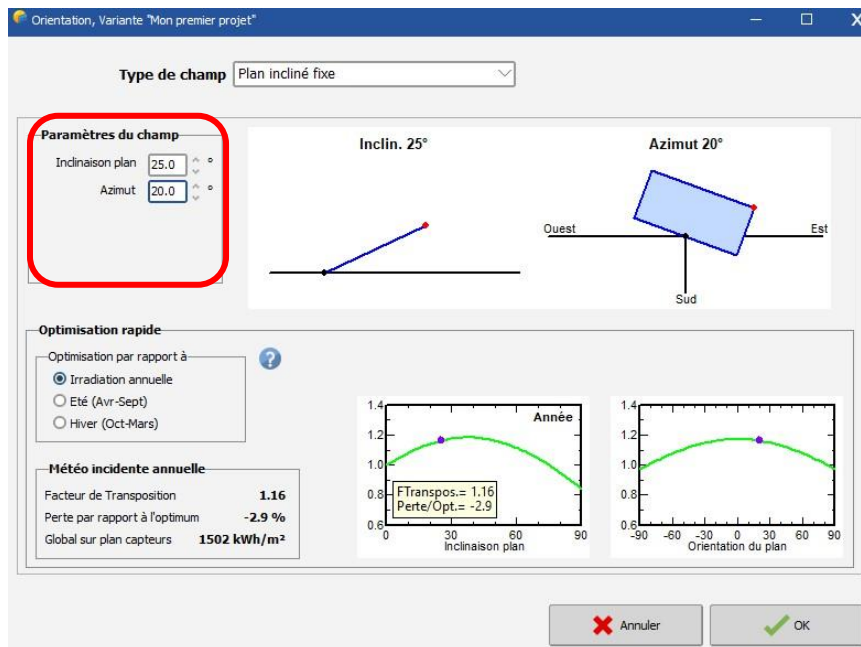 Orientation, Variante "Mon premier projet"
Type de champ Plan incliné fixe
Paramètres du champ
Inclinaison plan 25.0 °
Azimut 20.0 °
Inclin. 25°
Azimut 20°
Ouest
Est
Sud
Optimisation rapide
Optimisation par rapport à
Irradiation annuelle
Eté (Avr-Sept)
Hiver (Oct-Mars)
?
Météo incidente annuelle
Facteur de Transposition 1.16
Perte par rapport à l'optimum -2.9 %
Global sur plan capteurs 1502 kWh/m²
1.4
1.2
1.0
0.8
0.6
Année
FTranspos.= 1.16
Perte/Opt.= -2.9
0 30 60 90
Inclinaison plan
1.4
1.2
1.0
0.8
0.6
-90 -60 -30 0 30 60 90
Orientation du plan
Annuler
OK